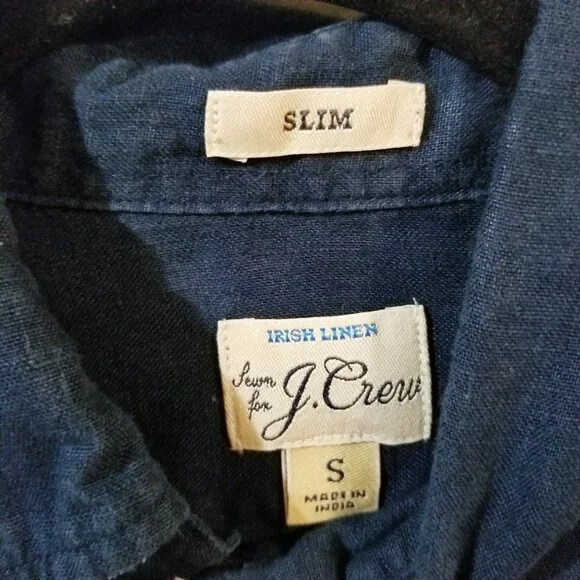 SLIM
IRISH LINEN
Sewn
for J.Crew
S
MADE IN
INDIA